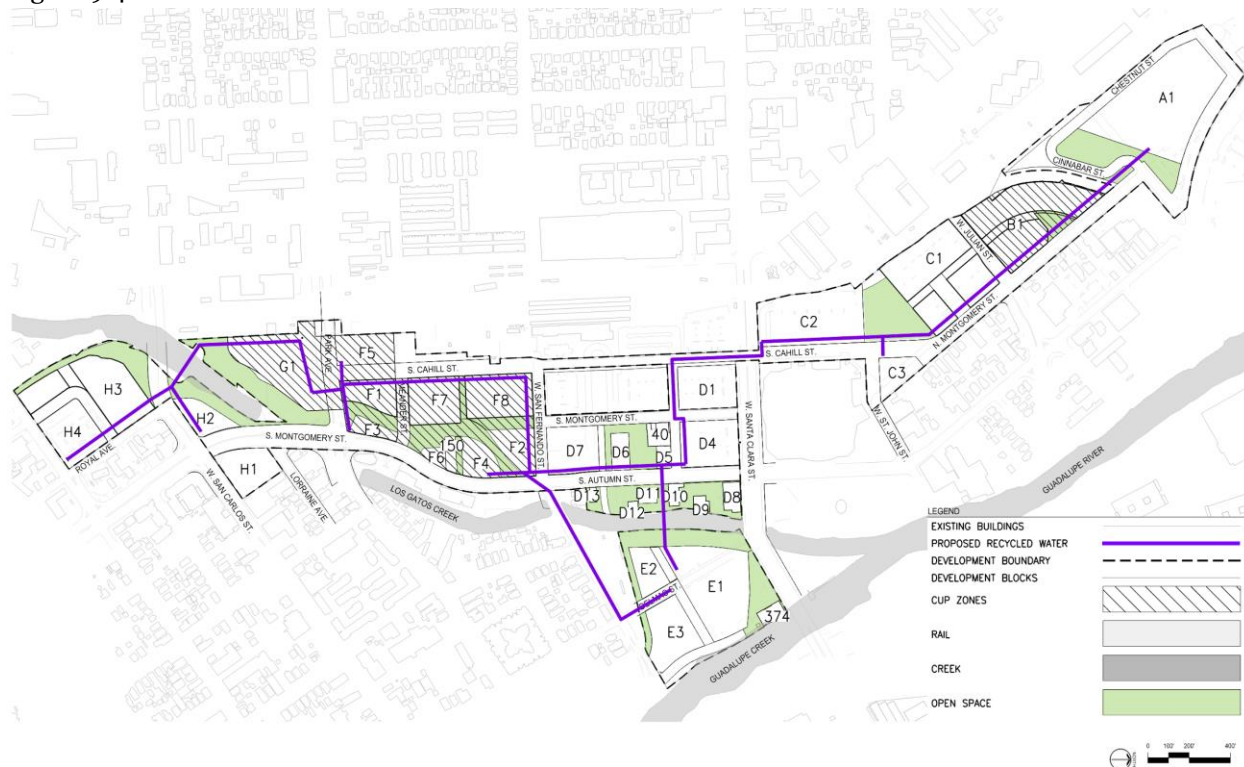 CHESTNUT ST.
A1
CINNABAR ST.
B1
W. JULIAN ST.
C1
N. MONTGOMERY ST.
C2
S. CAHILL ST.
C3
W. ST. JOHN ST.
PARK AVE.
G1
F5
S. CAHILL ST.
H3
F1
F7
F8
W. SAN FERNANDO ST.
D1
S. MONTGOMERY ST.
W. SANTA CLARA ST.
H2
F3
S. MONTGOMERY ST.
H4
150
F2
D7
D6
40
D5
D4
F6
F4
ROYAL AVE.
H1
S. AUTUMN ST.
W. SAN CARLOS ST.
LORRAINE AVE.
LOS GATOS CREEK
D13
D11
D10
D8
D12
D9
GUADALUPE RIVER
E2
E1
E3
374
GUADALUPE CREEK
LEGEND
EXISTING BUILDINGS
PROPOSED RECYCLED WATER
DEVELOPMENT BOUNDARY
DEVELOPMENT BLOCKS
CUP ZONES
RAIL
CREEK
OPEN SPACE
0 100' 200' 400'